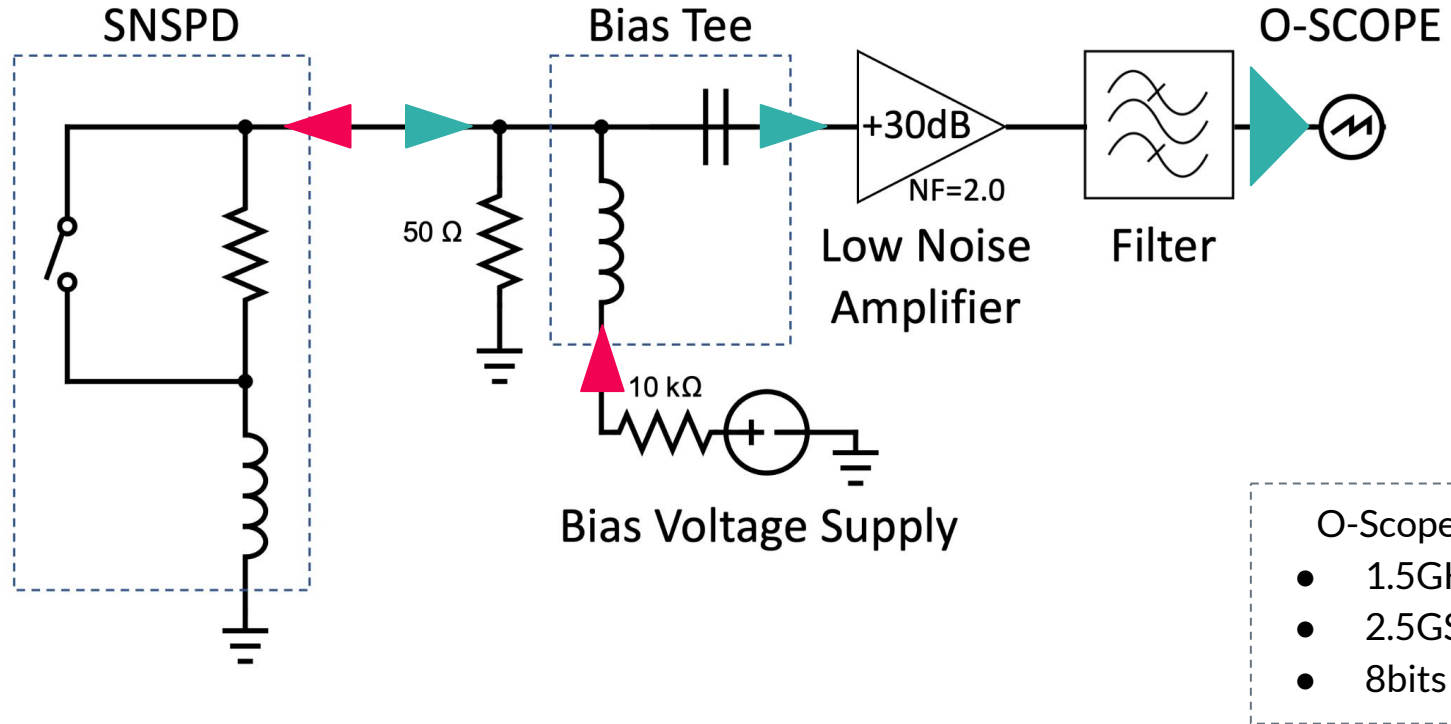 SNSPD
Bias Tee
O-SCOPE
+30dB
NF=2.0
50 Ω
Low Noise
Amplifier
Filter
10 kΩ
+ -
Bias Voltage Supply
O-Scope
1.5G
2.5G
8bits